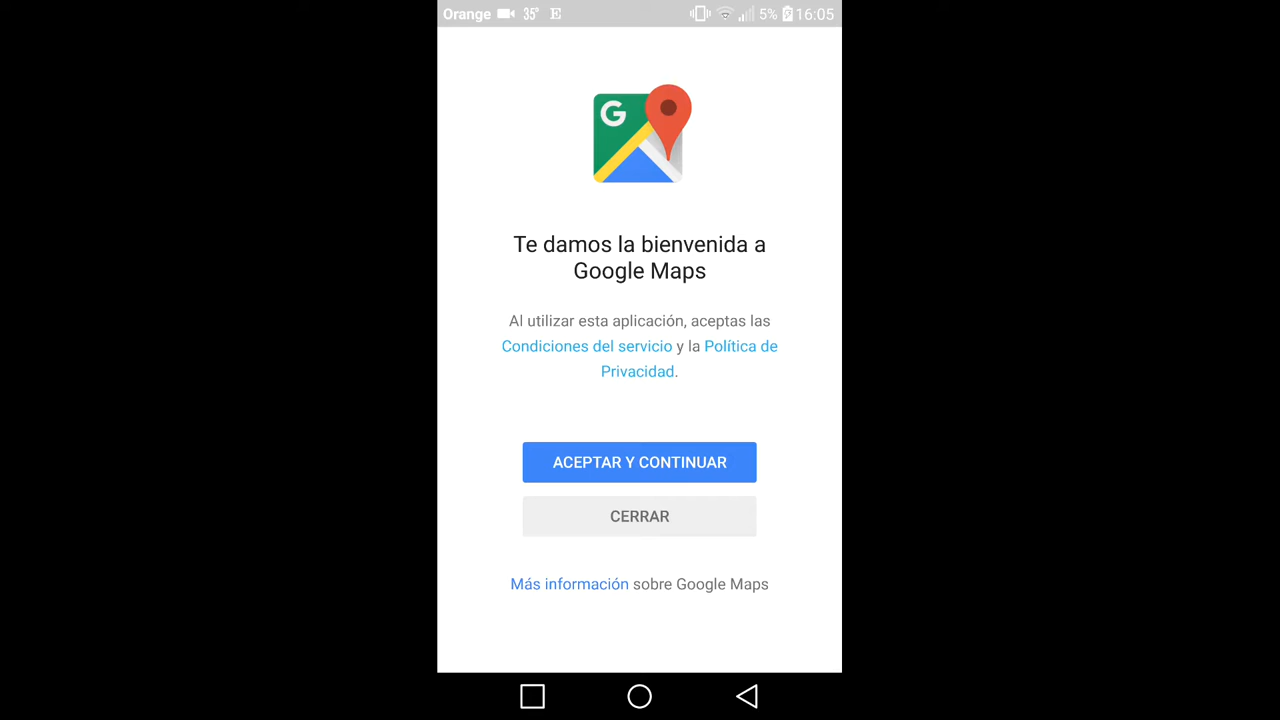 Orange 35° E 5% 16:05
G
Te damos la bienvenida a
Google Maps
Al utilizar esta aplicación, aceptas las
Condiciones del servicio y la Política de
Privacidad.
ACEPTAR Y CONTINUAR
CERRAR
Más información sobre Google Maps